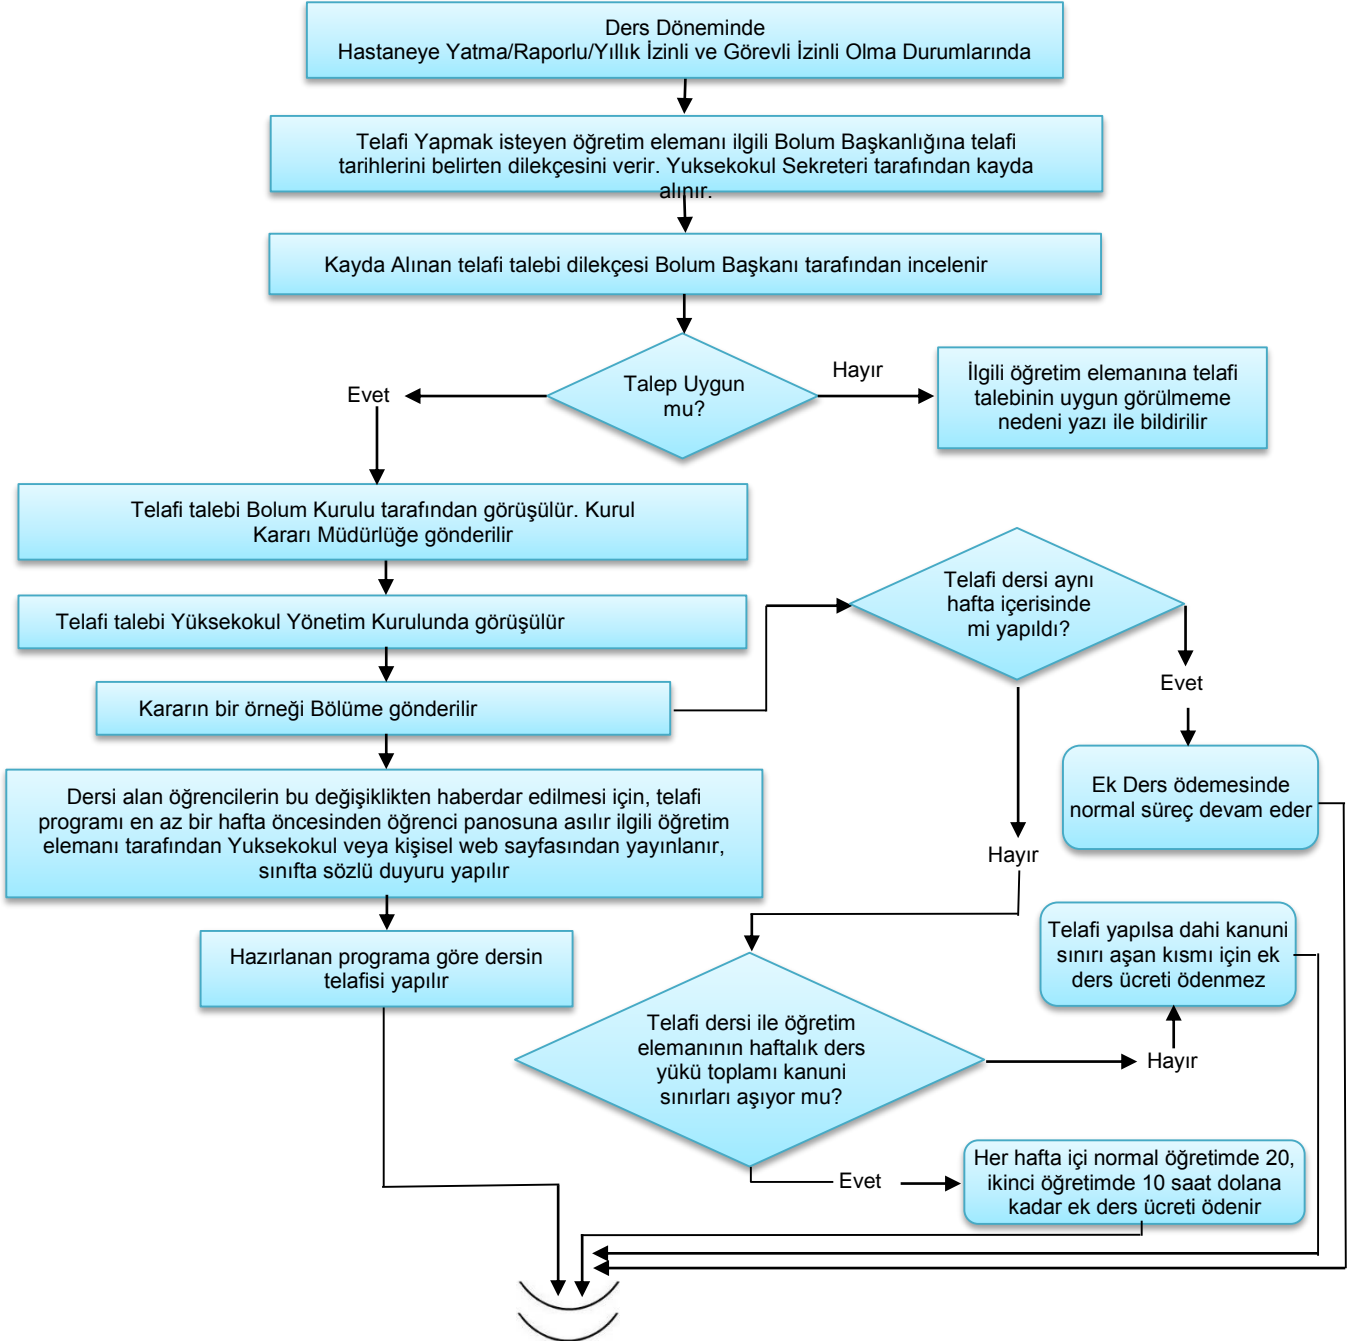 Ders Döneminde
Hastaneye Yatma/Raporlu/Yıllık İzinli ve Görevli İzinli Olma Durumlarında
Telafi Yapmak isteyen öğretim elemanı ilgili Bolum Başkanlığına telafi
tarihlerini belirten dilekçesini verir. Yuksekokul Sekreteri tarafından kayda
alınır.
Kayda Alınan telafi talebi dilekçesi Bolum Başkanı tarafından incelenir
Talep Uygun
mu?
Evet
Hayır
İlgili öğretim elemanına telafi
talebinin uygun görülmeme
nedeni yazı ile bildirilir
Telafi talebi Bolum Kurulu tarafından görüşülür. Kurul
Kararı Müdürlüğe gönderilir
Telafi talebi Yüksekokul Yönetim Kurulunda görüşülür
Kararın bir örneği Bölüme gönderilir
Telafi dersi aynı
hafta içerisinde
mi yapıldı?
Evet
Ek Ders ödemesinde
normal süreç devam eder
Dersi alan öğrencilerin bu değişiklikten haberdar edilmesi için, telafi
programı en az bir hafta öncesinden öğrenci panosuna asılır ilgili öğretim
elemanı tarafından Yuksekokul veya kişisel web sayfasından yayınlanır,
sınıfta sözlü duyuru yapılır
Hayır
Hazırlanan programa göre dersin
telafisi yapılır
Telafi yapılsa dahi kanuni
sınırı aşan kısmı için ek
ders ücreti ödenmez
Telafi dersi ile öğretim
elemanının haftalık ders
yükü toplamı kanuni
sınırları aşıyor mu?
Hayır
Evet
Her hafta içi normal öğretimde 20,
ikinci öğretimde 10 saat dolana
kadar ek ders ücreti ödenir